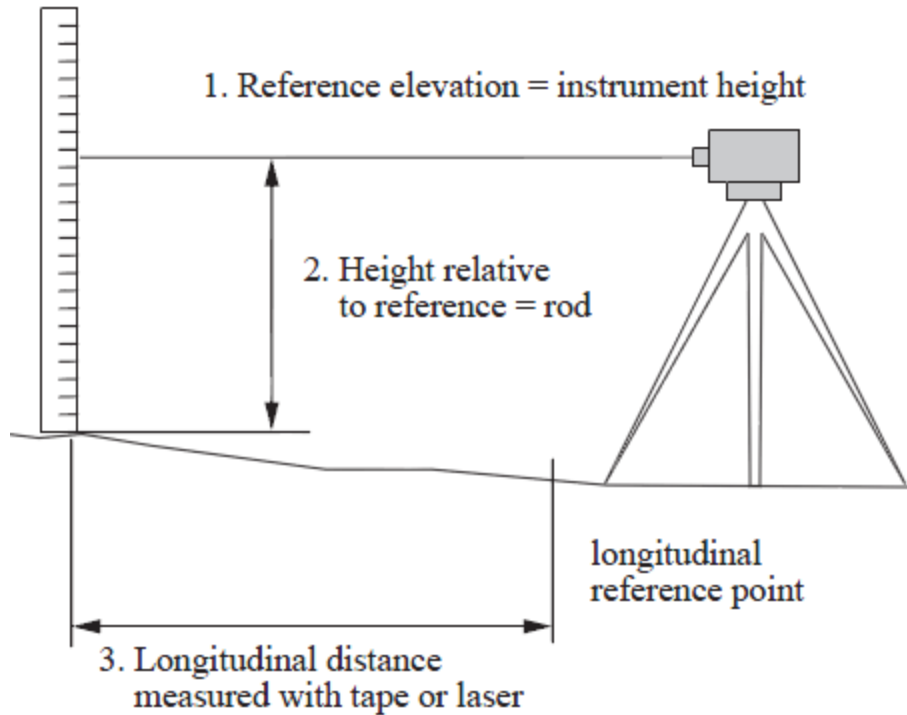 1. Reference elevation = instrument height
2. Height relative
to reference = rod
longitudinal
reference point
3. Longitudinal distance
measured with tape or laser